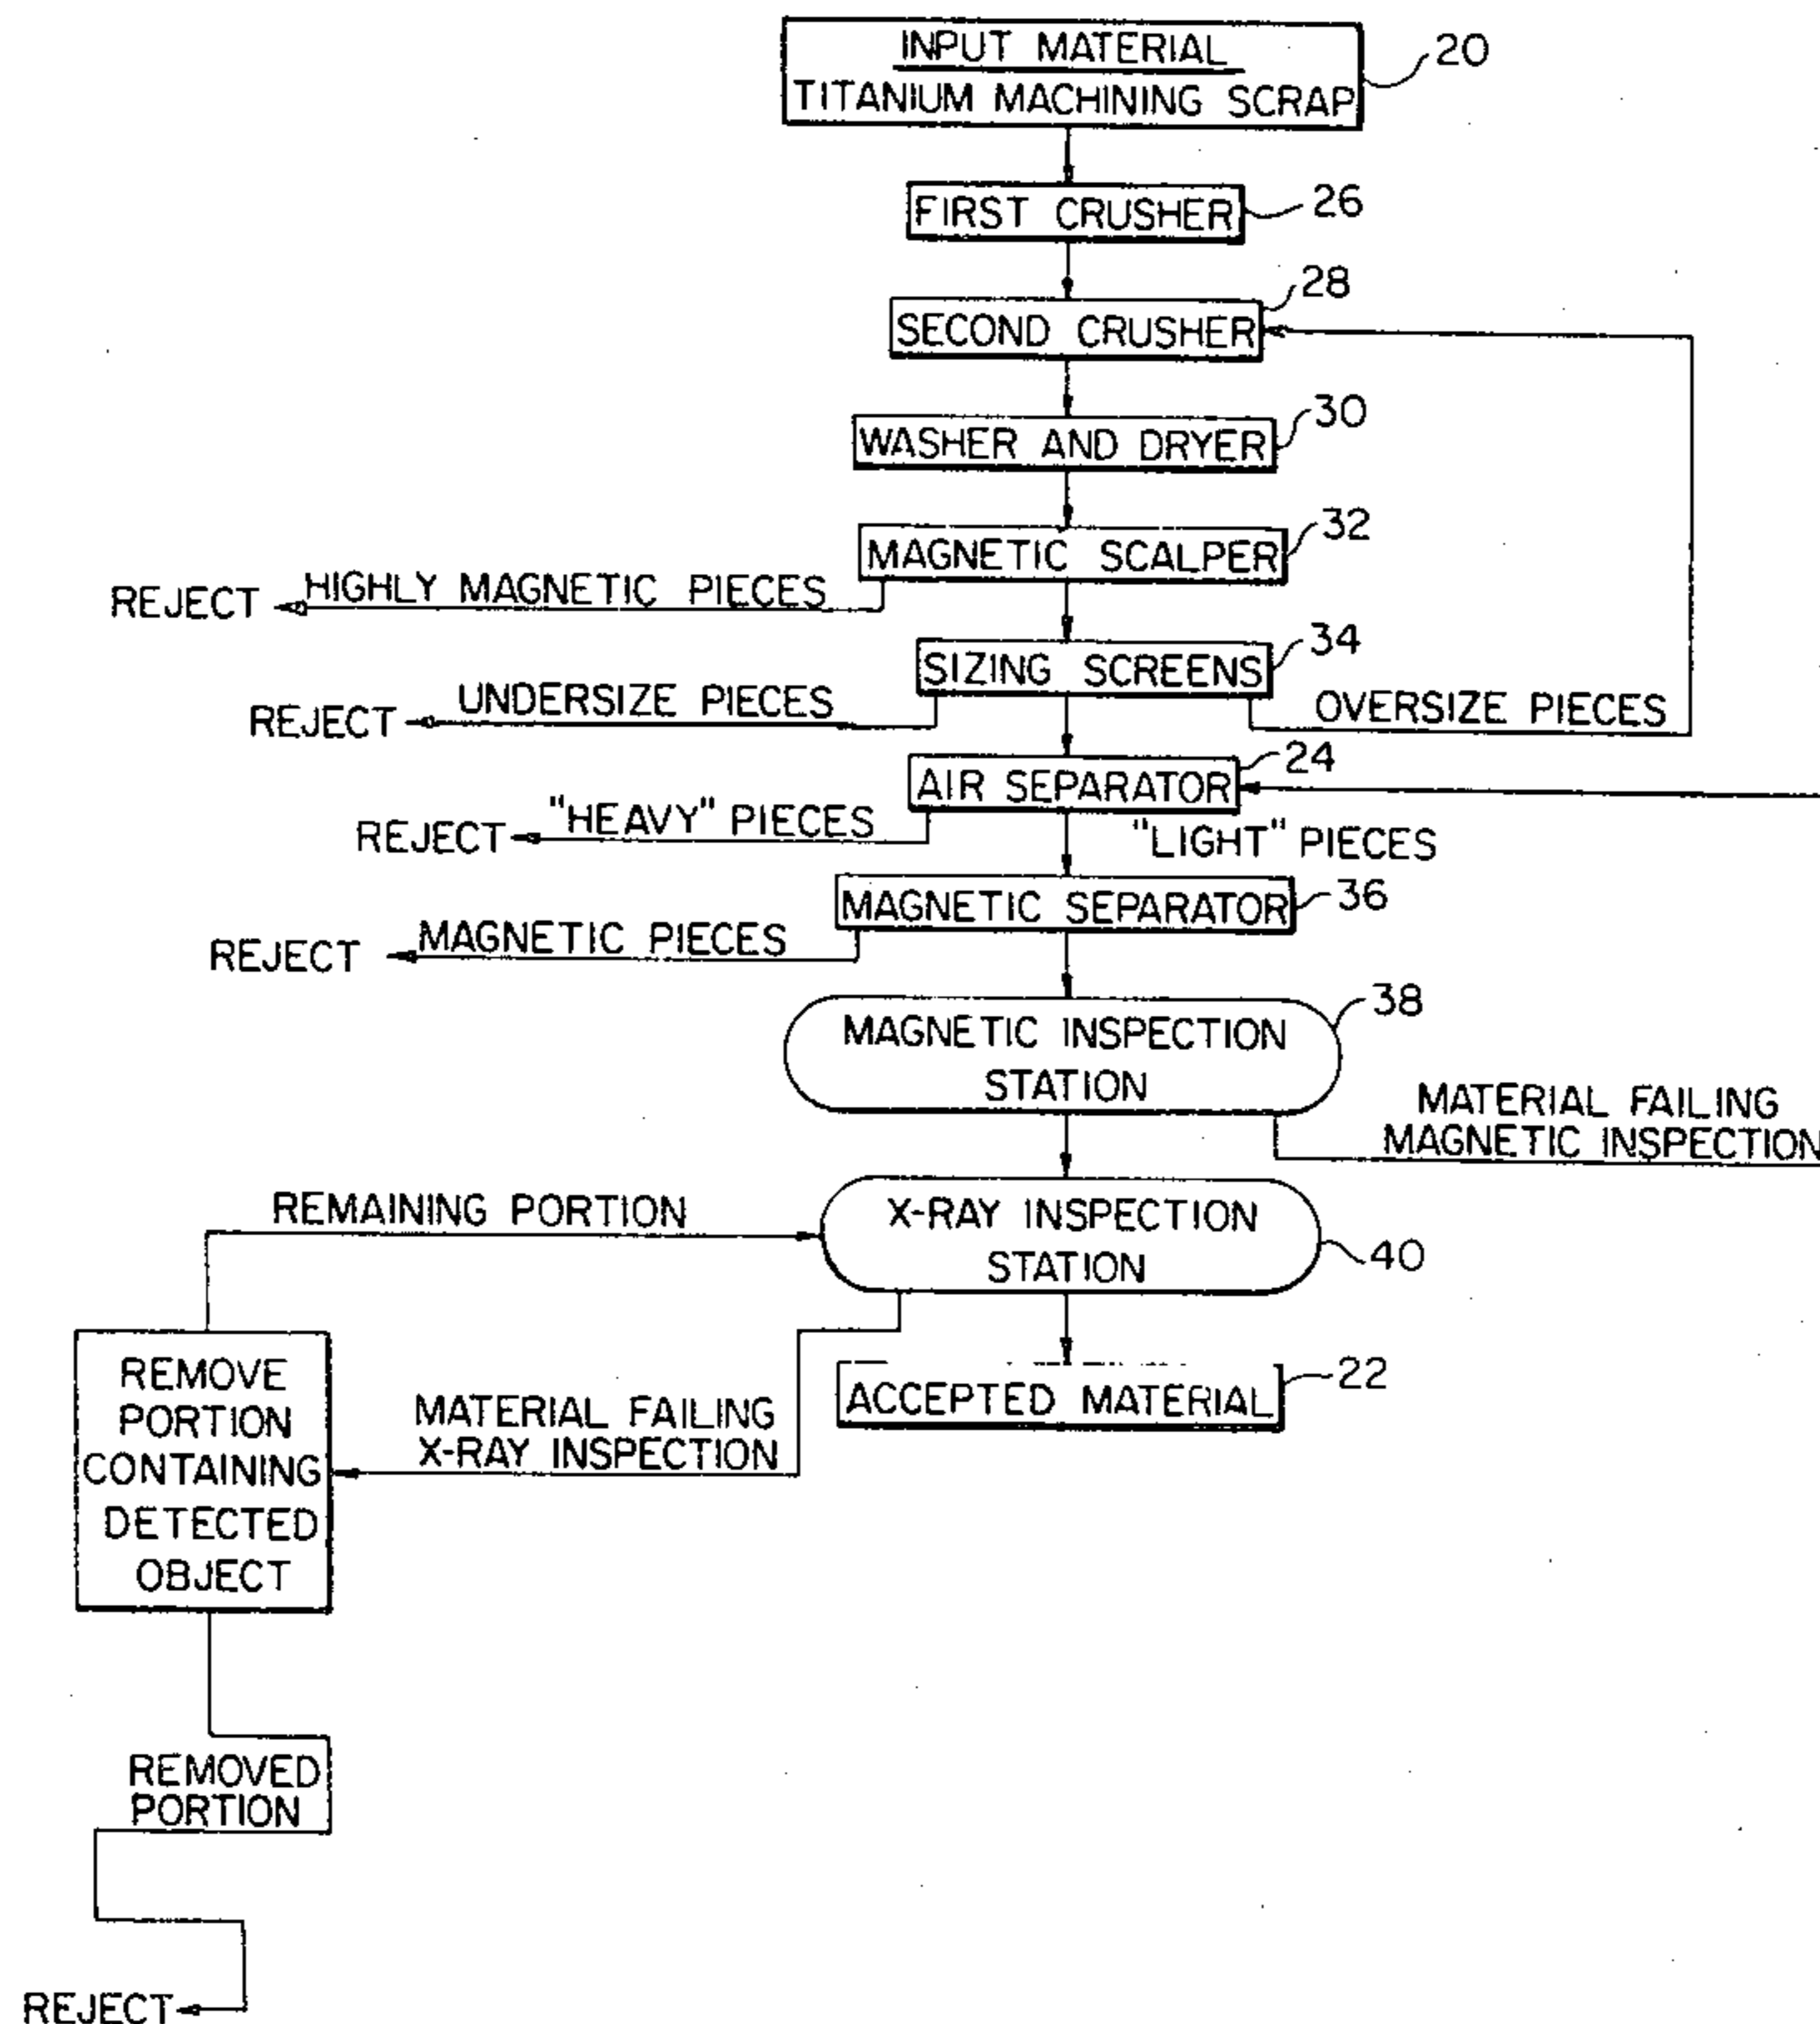 INPUT MATERIAL
TITANIUM MACHINING SCRAP
20
FIRST CRUSHER
26
28
SECOND CRUSHER
30
WASHER AND DRYER
32
MAGNETIC SCALPER
REJECT
HIGHLY MAGNETIC PIECES
34
SIZING SCREENS
REJECT
UNDERSIZE PIECES
OVERSIZE PIECES
24
AIR SEPARATOR
REJECT
"HEAVY" PIECES
"LIGHT" PIECES
36
MAGNETIC SEPARATOR
REJECT
MAGNETIC PIECES
38
MAGNETIC INSPECTION
STATION
MATERIAL FAILING
MAGNETIC INSPECTION
REMAINING PORTION
X-RAY INSPECTION
STATION
40
REMOVE
PORTION
CONTAINING
DETECTED
OBJECT
MATERIAL FAILING
X-RAY INSPECTION
22
ACCEPTED MATERIAL
REMOVED
PORTION
REJECT